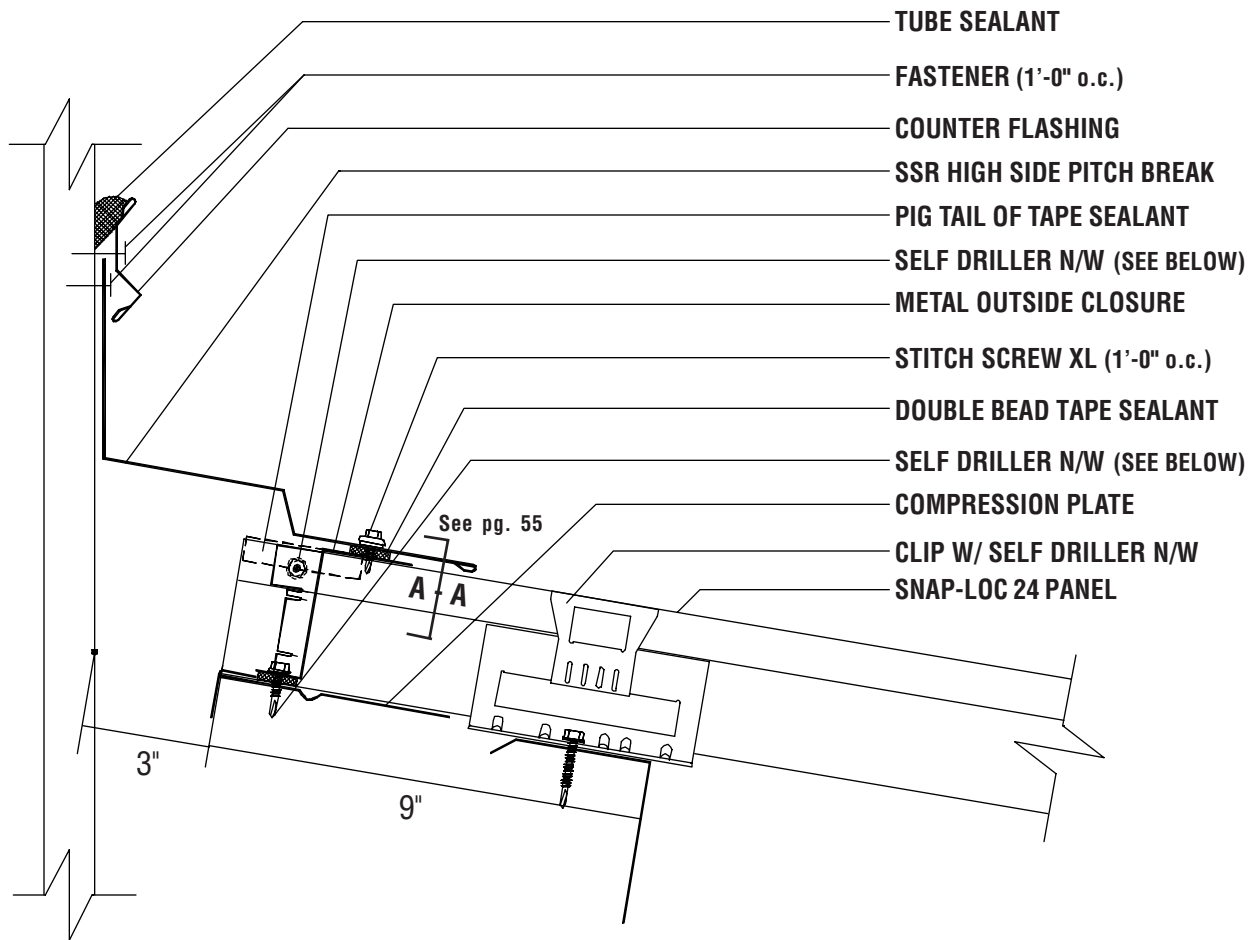 TUBE SEALANT
FASTENER (1'-0" o.c.)
COUNTER FLASHING
SSR HIGH SIDE PITCH BREAK
PIG TAIL OF TAPE SEALANT
SELF DRILLER N/W (SEE BELOW)
METAL OUTSIDE CLOSURE
STITCH SCREW XL (1'-0" o.c.)
DOUBLE BEAD TAPE SEALANT
SELF DRILLER N/W (SEE BELOW)
COMPRESSION PLATE
See pg. 55
CLIP W/ SELF DRILLER N/W
SNAP-LOC 24 PANEL
A - A
3"
9"